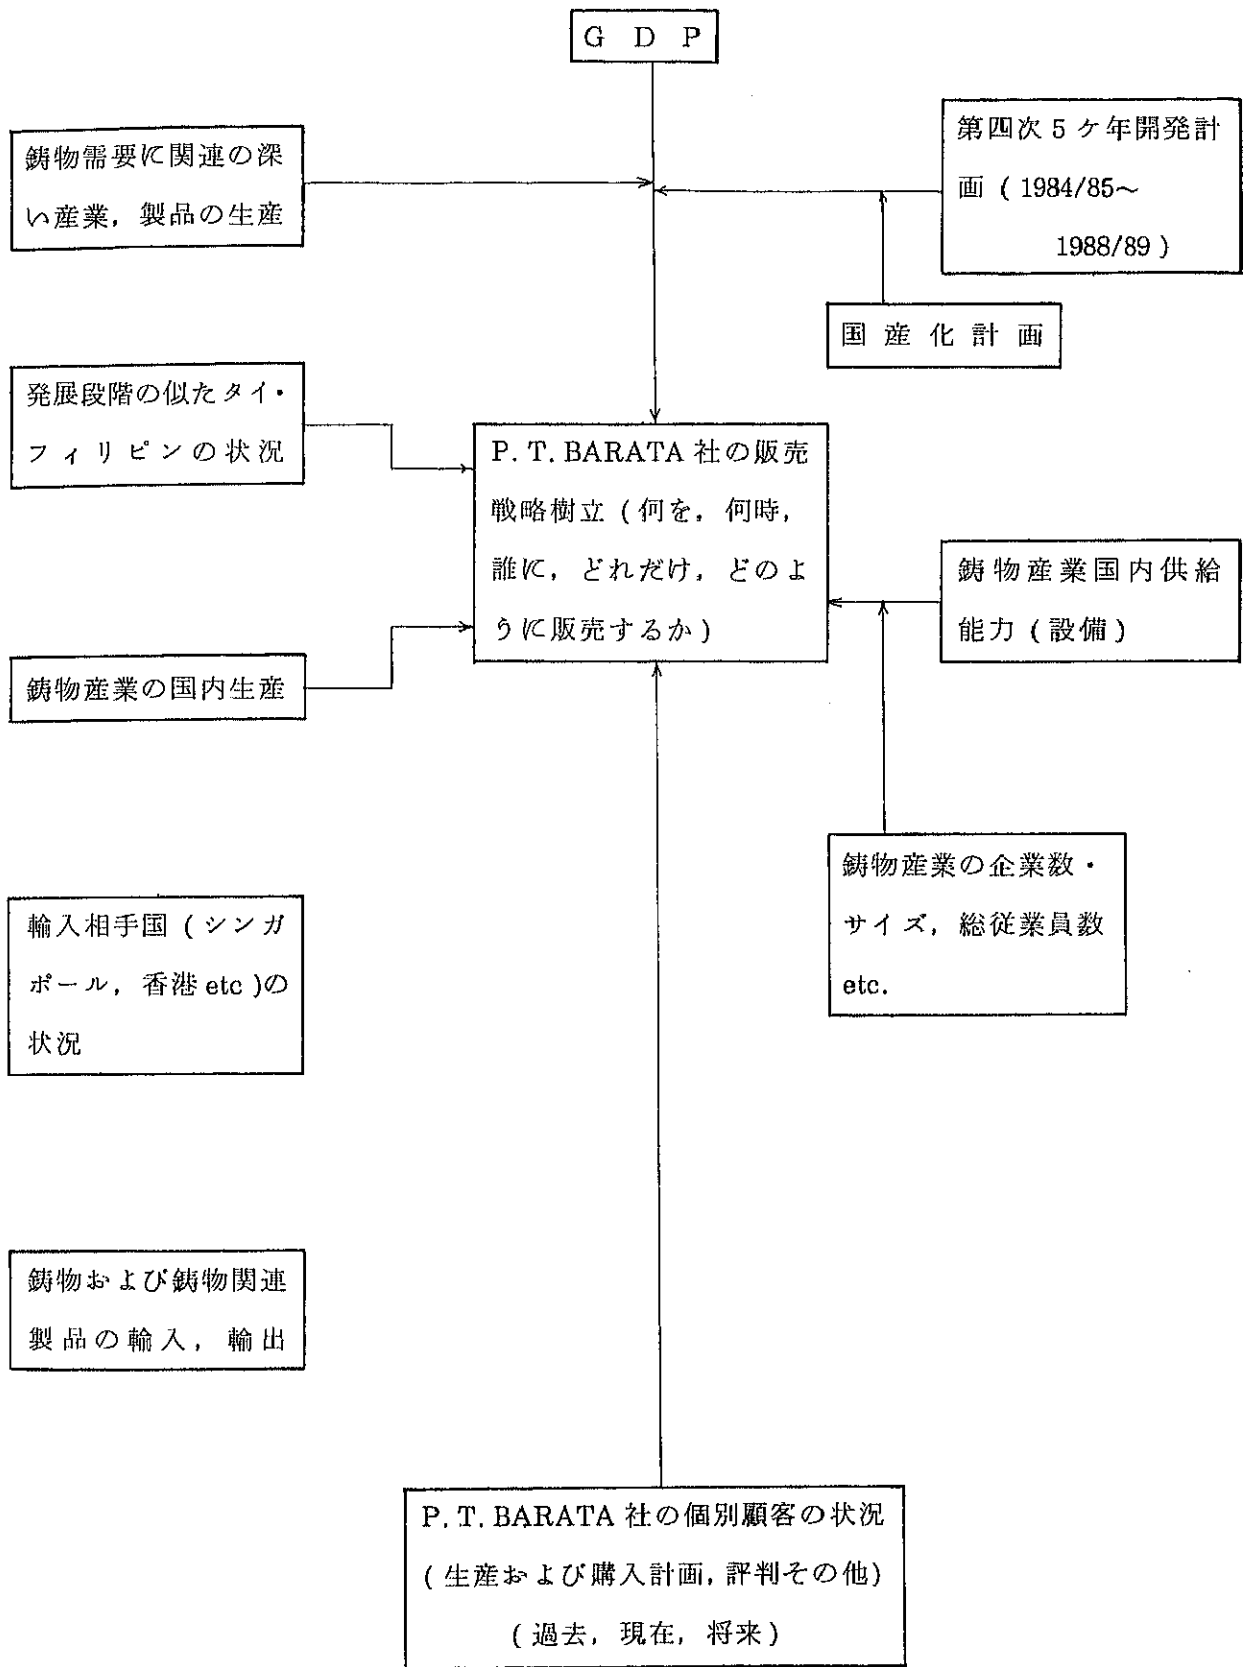 G D P
鋳物需要に関連の深
い産業，製品の生産
第四次5ケ年開発計
画（1984/85～
1988/89）
国産化計画
発展段階の似たタイ・
フィリピンの状況
P. T. BARATA 社の販売
戦略樹立（何を，何時，
誰に，どれだけ，どのよ
うに販売するか）
鋳物産業国内供給
能力（設備）
鋳物産業の国内生産
鋳物産業の企業数・
サイズ，総従業員数
etc.
輸入相手国（シンガ
ポール，香港 etc）の
状況
鋳物および鋳物関連
製品の輸入，輸出
P. T. BARATA 社の個別顧客の状況
（生産および購入計画，評判その他）
（過去，現在，将来）